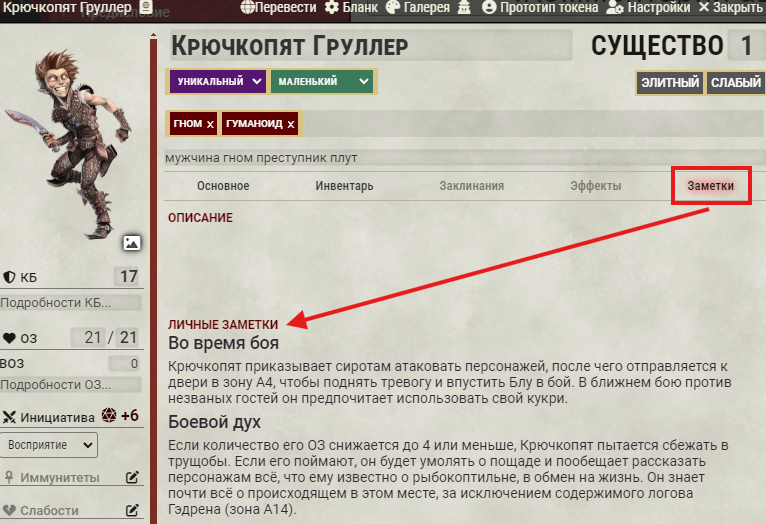 Крючкопят Груллер Перевести Бланк Галерея Прототип токена Настройки Закрыть
Крючкопят Груллер СУЩЕСТВО 1
УНИКАЛЬНЫЙ МАЛЕНЬКИЙ ЭЛИТНЫЙ СЛАБЫЙ
ГНОМ x ГУМАНОИД x
мужчина гном преступник плут
Основное Инвентарь Заклинания Эффекты Заметки
ОПИСАНИЕ
КБ 17
Подробности КБ...
ОЗ 21 / 21
ВОЗ 0
Подробности ОЗ...
Инициатива +6
Восприятие
Иммунитеты
Слабости
ЛИЧНЫЕ ЗАМЕТКИ
Во время боя
Крючкопят приказывает сиротам атаковать персонажей, после чего отправляется к
двери в зону А4, чтобы поднять тревогу и впустить Блу в бой. В ближнем бою против
незваных гостей он предпочитает использовать свой кукри.
Боевой дух
Если количество его ОЗ снижается до 4 или меньше, Крючкопят пытается сбежать в
трущобы. Если его поймают, он будет умолять о пощаде и пообещает рассказать
персонажам всё, что ему известно о рыбокоптильне, в обмен на жизнь. Он знает
почти всё о происходящем в этом месте, за исключением содержимого логова
Гэдрена (зона А14).